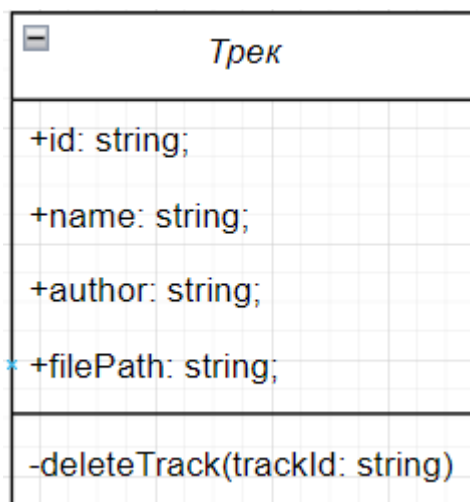 Трек
+id: string;
+name: string;
+author: string;
+filePath: string;
-deleteTrack(trackId: string)